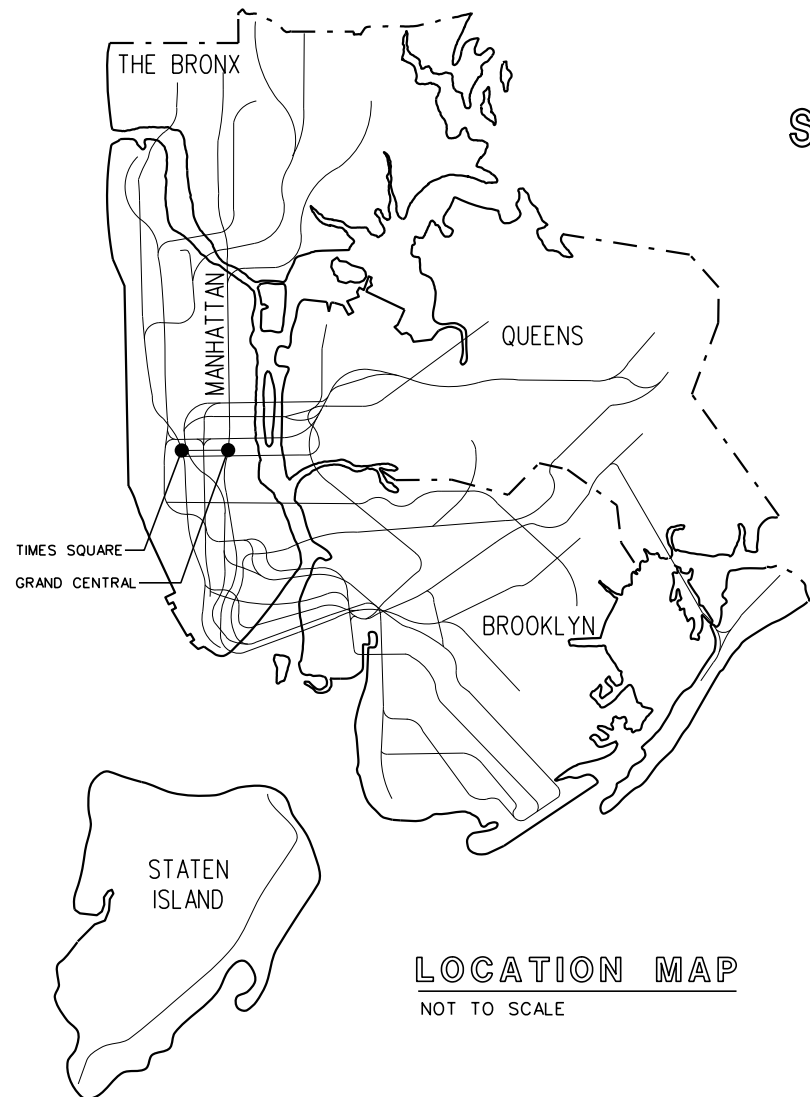 THE BRONX
S
MANHATTAN
QUEENS
TIMES SQUARE
GRAND CENTRAL
BROOKLYN
STATEN
ISLAND
LOCATION MAP
NOT TO SCALE